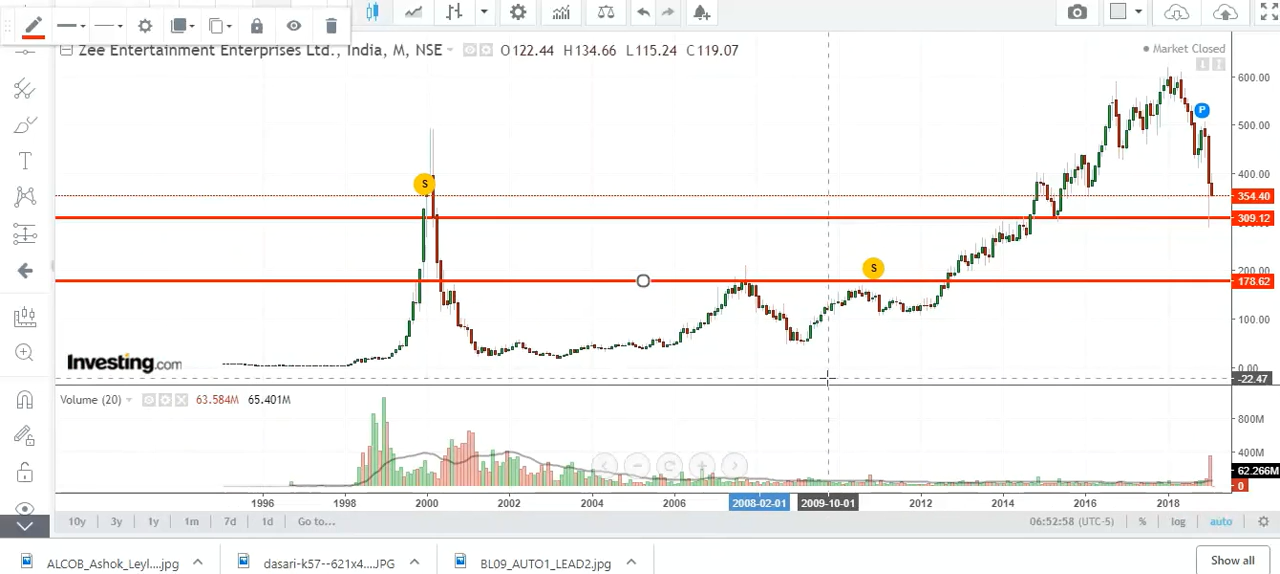 Zee Entertainment Enterprises Ltd., India, M, NSE O122.44 H134.66 L115.24 C119.07
Market Closed
600.00
P
500.00
400.00
S
354.40
309.12
S
200.00
178.62
100.00
Investing.com
0.00
-22.47
Volume (20) 63.584M 65.401M
800M
400M
62.266M
0
1996 1998 2000 2002 2004 2006 2008-02-01 2009-10-01 2012 2014 2016 2018
10y 3y 1y 1m 7d 1d Go to... 06:52:58 (UTC-5) % log auto
ALCOB_Ashok_Leyl....jpg dasari-k57--621x4....JPG BL09_AUTO1_LEAD2.jpg Show all